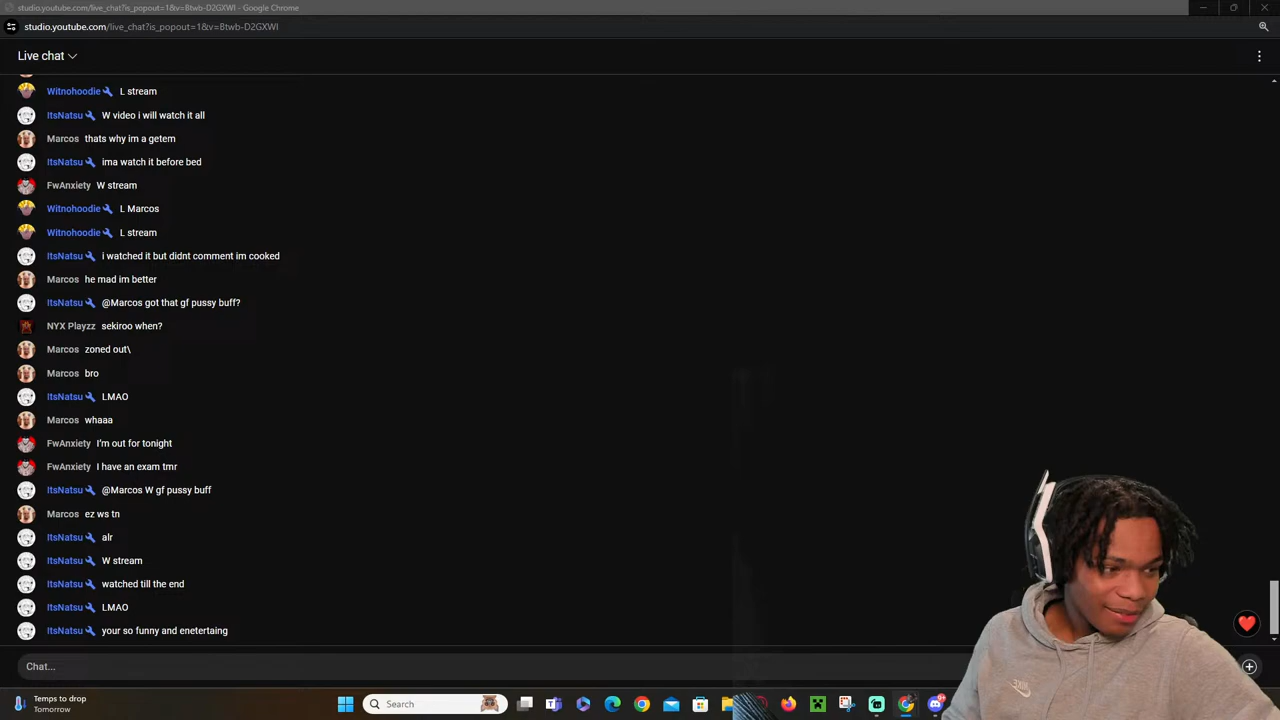 studio.youtube.com/live_chat?is_popout=1&v=Btwb-D2GXWI - Google Chrome
studio.youtube.com/live_chat?is_popout=1&v=Btwb-D2GXWI
Live chat
Witnohoodie L stream
ItsNatsu W video i will watch it all
Marcos thats why im a getem
ItsNatsu ima watch it before bed
FwAnxiety W stream
Witnohoodie L Marcos
Witnohoodie L stream
ItsNatsu i watched it but didnt comment im cooked
Marcos he mad im better
ItsNatsu @Marcos got that gf pussy buff?
NYX Playzz sekiroo when?
Marcos zoned out\
Marcos bro
ItsNatsu LMAO
Marcos whaaa
FwAnxiety I'm out for tonight
FwAnxiety I have an exam tmr
ItsNatsu @Marcos W gf pussy buff
Marcos ez ws tn
ItsNatsu alr
ItsNatsu W stream
ItsNatsu watched till the end
ItsNatsu LMAO
ItsNatsu your so funny and enetertaing
Chat...
Temps to drop
Tomorrow
Search
9+
NIKE